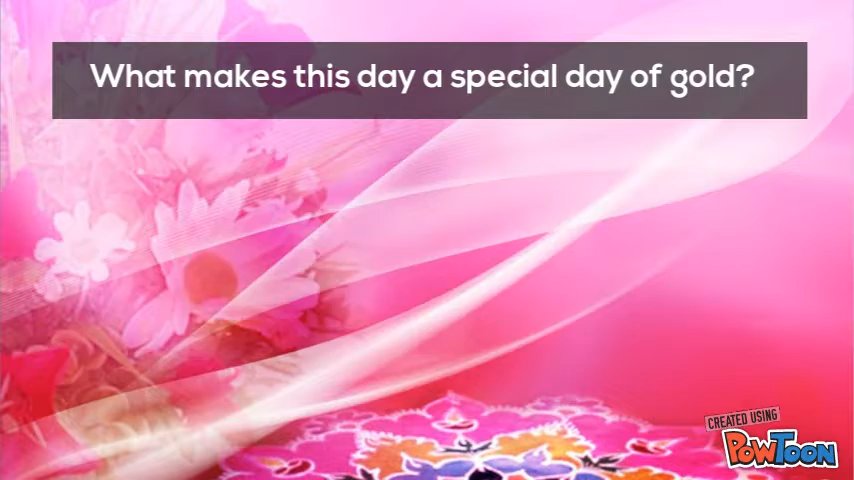 What makes this day a special day of gold?
CREATED USING
POWTOON